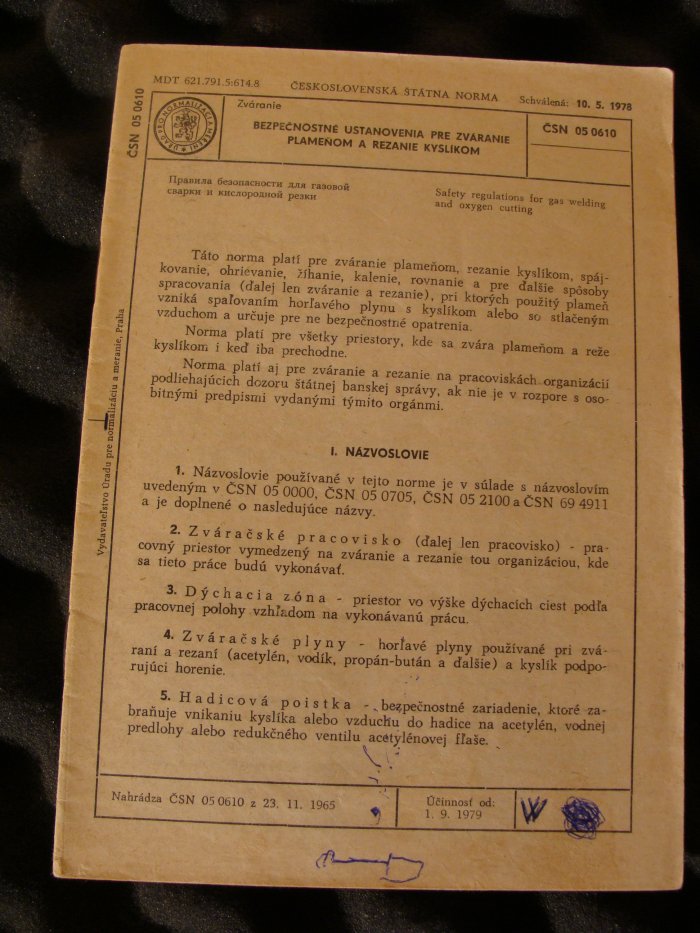 MDT 621.791.5:614.8
ČESKOSLOVENSKÁ ŠTÁTNA NORMA
Schválená: 10. 5. 1978
ČSN 05 0610
ÚRAD PRE NORMALIZÁCIU A MERANIE
Zváranie
BEZPEČNOSTNÉ USTANOVENIA PRE ZVÁRANIE
PLAMEŇOM A REZANIE KYSLÍKOM
ČSN 05 0610
Правила безопасности для газовой
сварки и кислородной резки
Safety regulations for gas welding
and oxygen cutting
Táto norma platí pre zváranie plameňom, rezanie kyslíkom, spáj-
kovanie, ohrievanie, žíhanie, kalenie, rovnanie a pre ďalšie spôsoby
spracovania (ďalej len zváranie a rezanie), pri ktorých použitý plameň
vzniká spaľovaním horľavého plynu s kyslíkom alebo so stlačeným
vzduchom a určuje pre ne bezpečnostné opatrenia.
Norma platí pre všetky priestory, kde sa zvára plameňom a reže
kyslíkom i keď iba prechodne.
Norma platí aj pre zváranie a rezanie na pracoviskách organizácií
podliehajúcich dozoru štátnej banskej správy, ak nie je v rozpore s oso-
bitnými predpismi vydanými týmito orgánmi.
I. NÁZVOSLOVIE
1. Názvoslovie používané v tejto norme je v súlade s názvoslovím
uvedeným v ČSN 05 0000, ČSN 05 0705, ČSN 05 2100 a ČSN 69 4911
a je doplnené o nasledujúce názvy.
2. Zváračské pracovisko (ďalej len pracovisko) - pra-
covný priestor vymedzený na zváranie a rezanie tou organizáciou, kde
sa tieto práce budú vykonávať.
3. Dýchacia zóna - priestor vo výške dýchacích ciest podľa
pracovnej polohy vzhľadom na vykonávanú prácu.
4. Zváračské plyny - horľavé plyny používané pri zvá-
raní a rezaní (acetylén, vodík, propán-bután a ďalšie) a kyslík podpo-
rujúci horenie.
5. Hadicová poistka - bezpečnostné zariadenie, ktoré za-
braňuje vnikaniu kyslíka alebo vzduchu do hadice na acetylén, vodnej
predlohy alebo redukčného ventilu acetylénovej fľaše.
Vydavateľstvo Úradu pre normalizáciu a meranie, Praha
Nahrádza ČSN 05 0610 z 23. 11. 1965
Účinnosť od:
1. 9. 1979